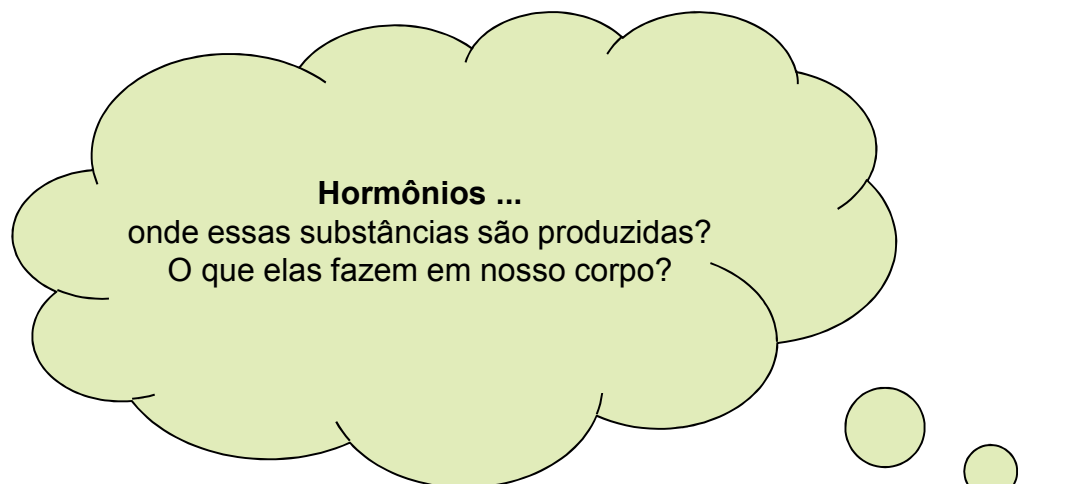 Hormônios ...
onde essas substâncias são produzidas?
O que elas fazem em nosso corpo?